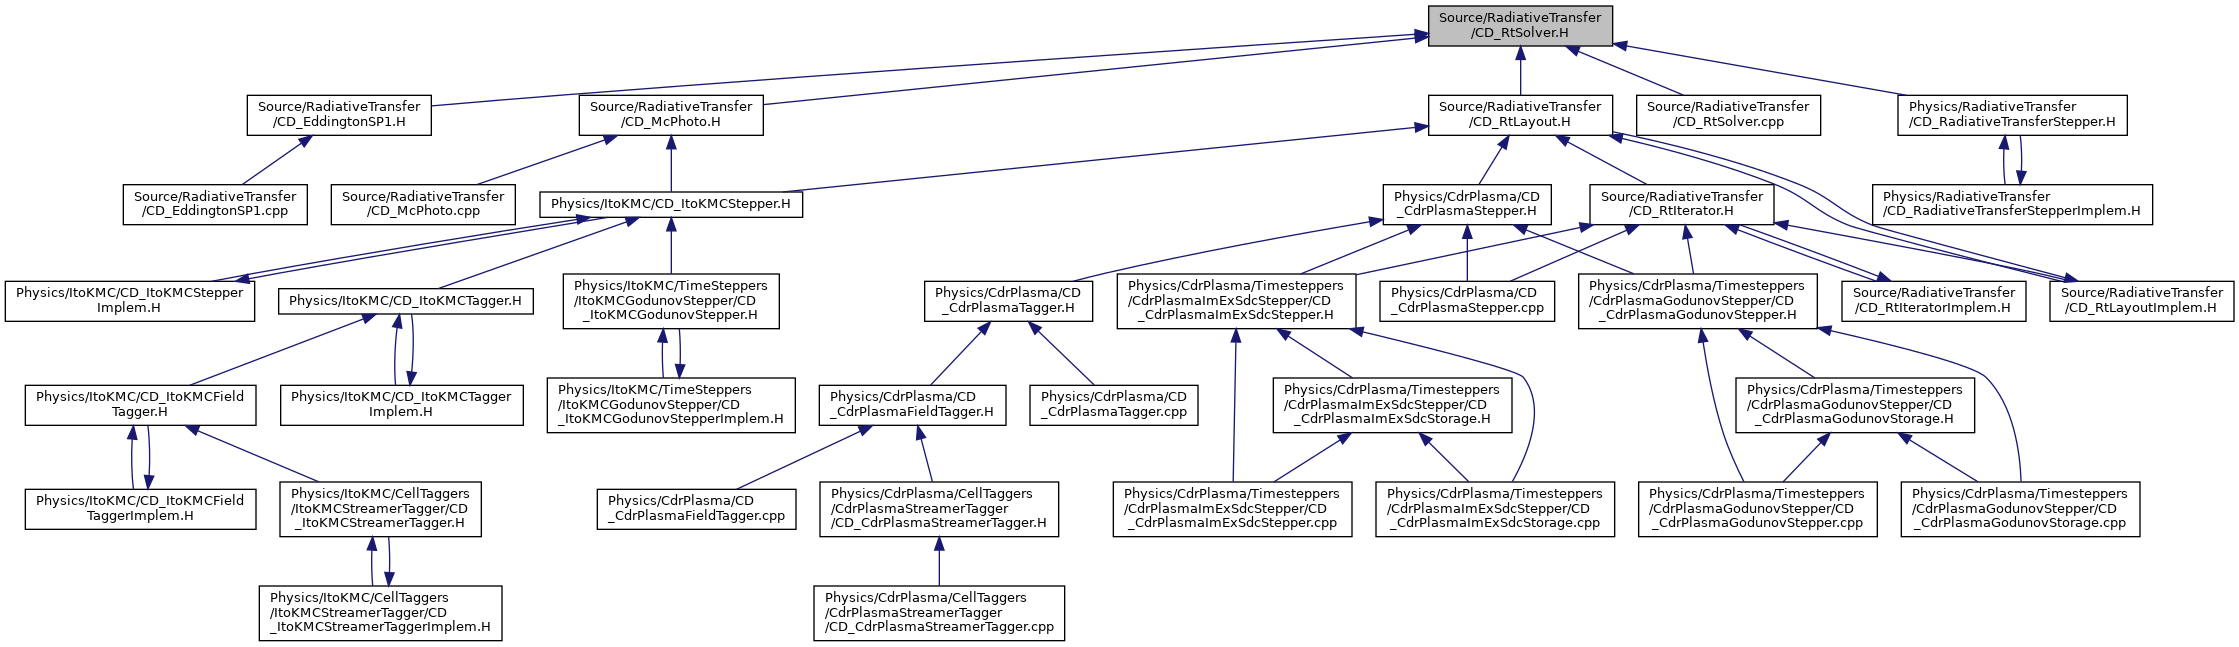 Source/RadiativeTransfer
/CD_RtSolver.H
Source/RadiativeTransfer
/CD_EddingtonSP1.H
Source/RadiativeTransfer
/CD_McPhoto.H
Source/RadiativeTransfer
/CD_RtLayout.H
Source/RadiativeTransfer
/CD_RtSolver.cpp
Physics/RadiativeTransfer
/CD_RadiativeTransferStepper.H
Source/RadiativeTransfer
/CD_EddingtonSP1.cpp
Source/RadiativeTransfer
/CD_McPhoto.cpp
Physics/ItoKMC/CD_ItoKMCStepper.H
Physics/CdrPlasma/CD
_CdrPlasmaStepper.H
Source/RadiativeTransfer
/CD_RtIterator.H
Physics/RadiativeTransfer
/CD_RadiativeTransferStepperImplem.H
Physics/ItoKMC/CD_ItoKMCStepper
Implem.H
Physics/ItoKMC/CD_ItoKMCTagger.H
Physics/ItoKMC/TimeSteppers
/ItoKMCGodunovStepper/CD
_ItoKMCGodunovStepper.H
Physics/CdrPlasma/CD
_CdrPlasmaTagger.H
Physics/CdrPlasma/Timesteppers
/CdrPlasmaImExSdcStepper/CD
_CdrPlasmaImExSdcStepper.H
Physics/CdrPlasma/CD
_CdrPlasmaStepper.cpp
Physics/CdrPlasma/Timesteppers
/CdrPlasmaGodunovStepper/CD
_CdrPlasmaGodunovStepper.H
Source/RadiativeTransfer
/CD_RtIteratorImplem.H
Source/RadiativeTransfer
/CD_RtLayoutImplem.H
Physics/ItoKMC/CD_ItoKMCField
Tagger.H
Physics/ItoKMC/CD_ItoKMCTagger
Implem.H
Physics/ItoKMC/TimeSteppers
/ItoKMCGodunovStepper/CD
_ItoKMCGodunovStepperImplem.H
Physics/CdrPlasma/CD
_CdrPlasmaFieldTagger.H
Physics/CdrPlasma/CD
_CdrPlasmaTagger.cpp
Physics/CdrPlasma/Timesteppers
/CdrPlasmaImExSdcStepper/CD
_CdrPlasmaImExSdcStorage.H
Physics/CdrPlasma/Timesteppers
/CdrPlasmaGodunovStepper/CD
_CdrPlasmaGodunovStorage.H
Physics/ItoKMC/CD_ItoKMCField
TaggerImplem.H
Physics/ItoKMC/CellTaggers
/ItoKMCStreamerTagger/CD
_ItoKMCStreamerTagger.H
Physics/CdrPlasma/CD
_CdrPlasmaFieldTagger.cpp
Physics/CdrPlasma/CellTaggers
/CdrPlasmaStreamerTagger
/CD_CdrPlasmaStreamerTagger.H
Physics/CdrPlasma/Timesteppers
/CdrPlasmaImExSdcStepper/CD
_CdrPlasmaImExSdcStepper.cpp
Physics/CdrPlasma/Timesteppers
/CdrPlasmaImExSdcStepper/CD
_CdrPlasmaImExSdcStorage.cpp
Physics/CdrPlasma/Timesteppers
/CdrPlasmaGodunovStepper/CD
_CdrPlasmaGodunovStepper.cpp
Physics/CdrPlasma/Timesteppers
/CdrPlasmaGodunovStepper/CD
_CdrPlasmaGodunovStorage.cpp
Physics/ItoKMC/CellTaggers
/ItoKMCStreamerTagger/CD
_ItoKMCStreamerTaggerImplem.H
Physics/CdrPlasma/CellTaggers
/CdrPlasmaStreamerTagger
/CD_CdrPlasmaStreamerTagger.cpp